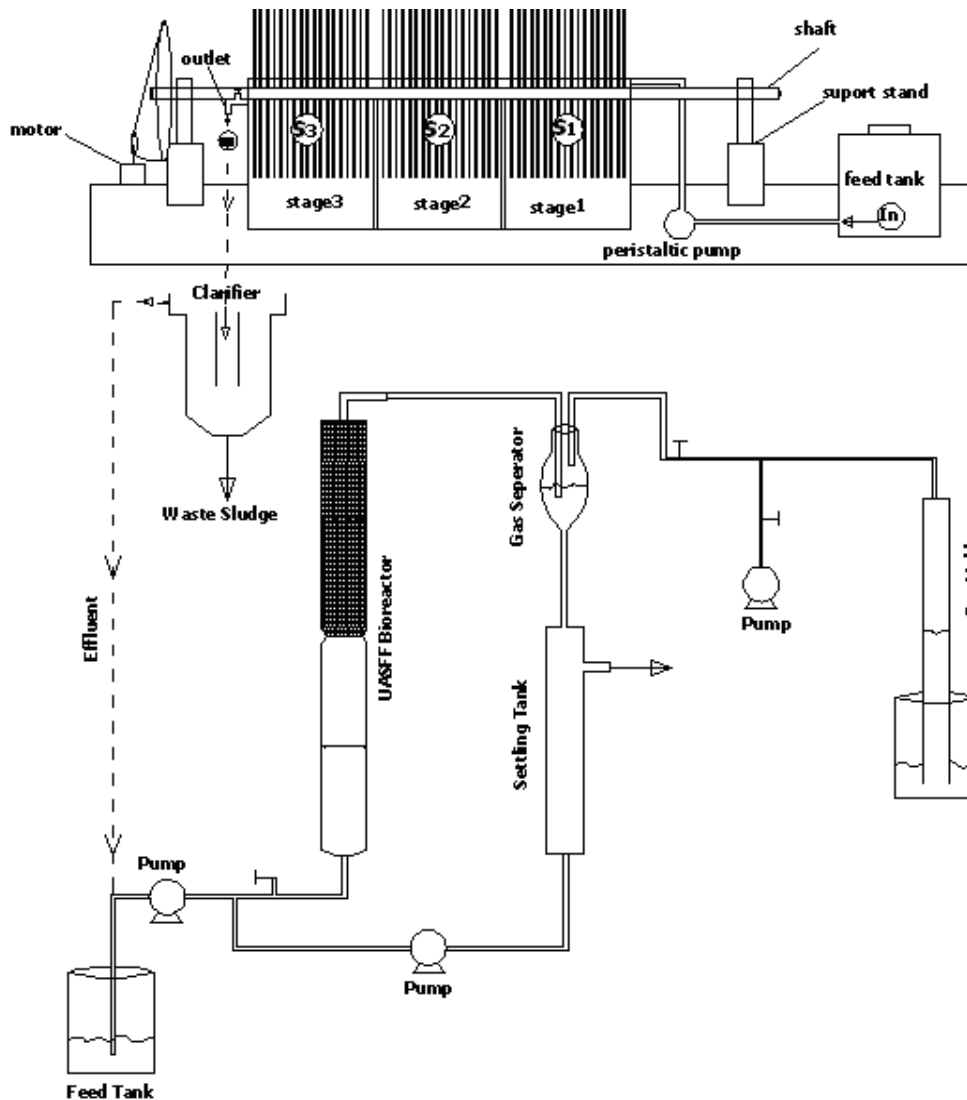 shaft
outlet
suport stand
motor
S3
S2
S1
feed tank
In
stage3
stage2
stage1
peristaltic pump
Clarifier
Waste Sludge
Gas Seperator
UASFF Bioreactor
Pump
Effluent
Settling Tank
Pump
Pump
Feed Tank